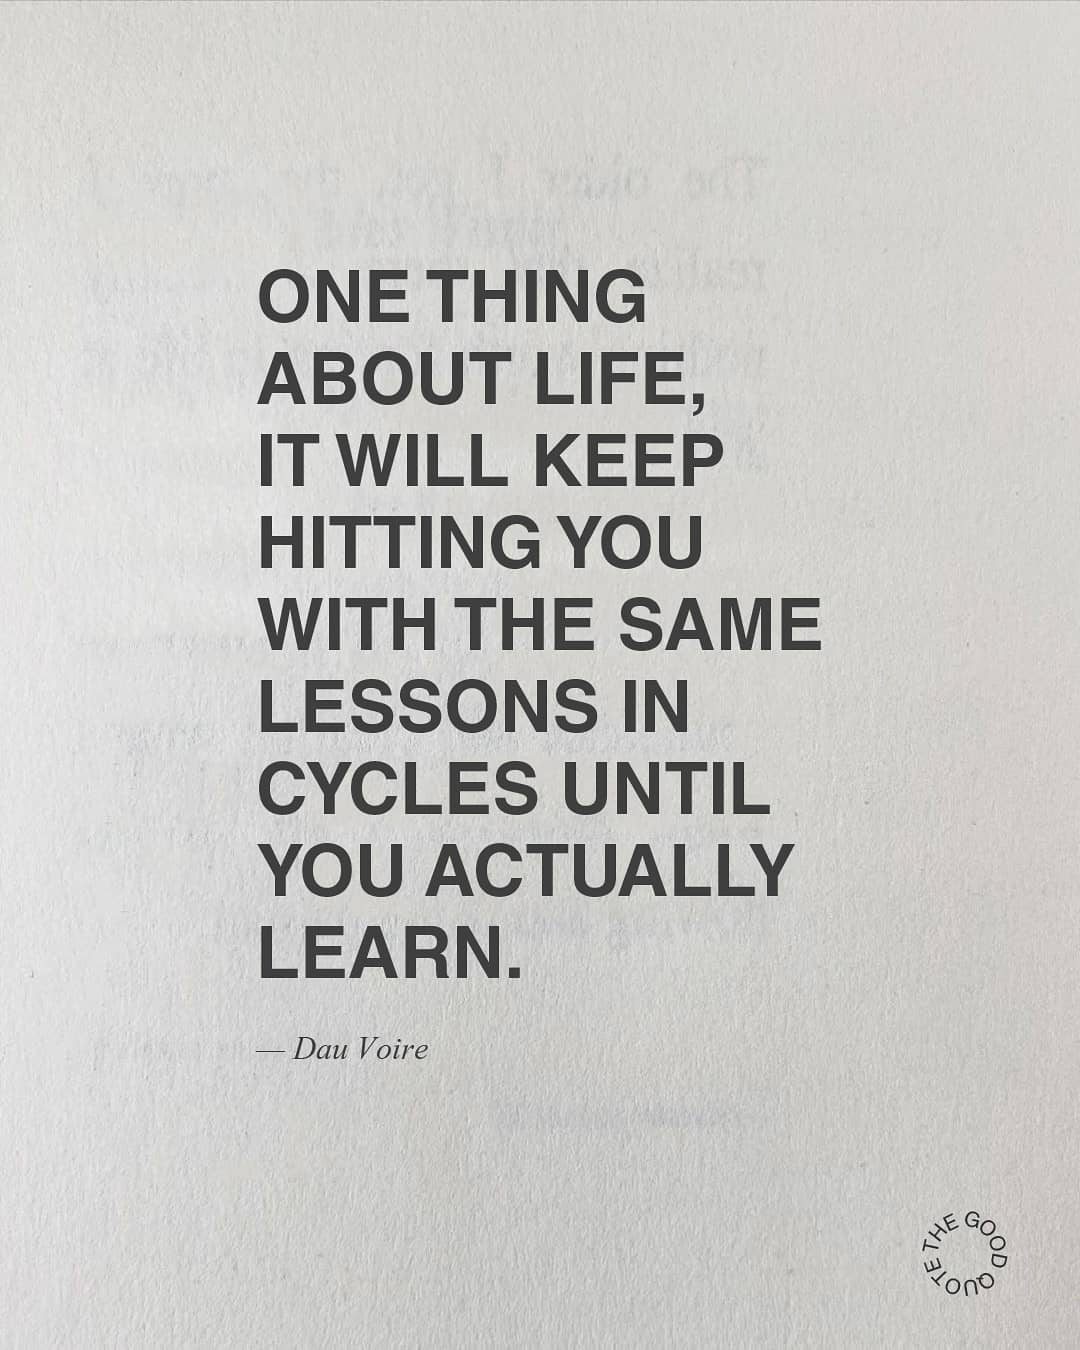 ONE THING
ABOUT LIFE,
IT WILL KEEP
HITTING YOU
WITH THE SAME
LESSONS IN
CYCLES UNTIL
YOU ACTUALLY
LEARN.
— Dau Voire
THE GOOD QUOTE